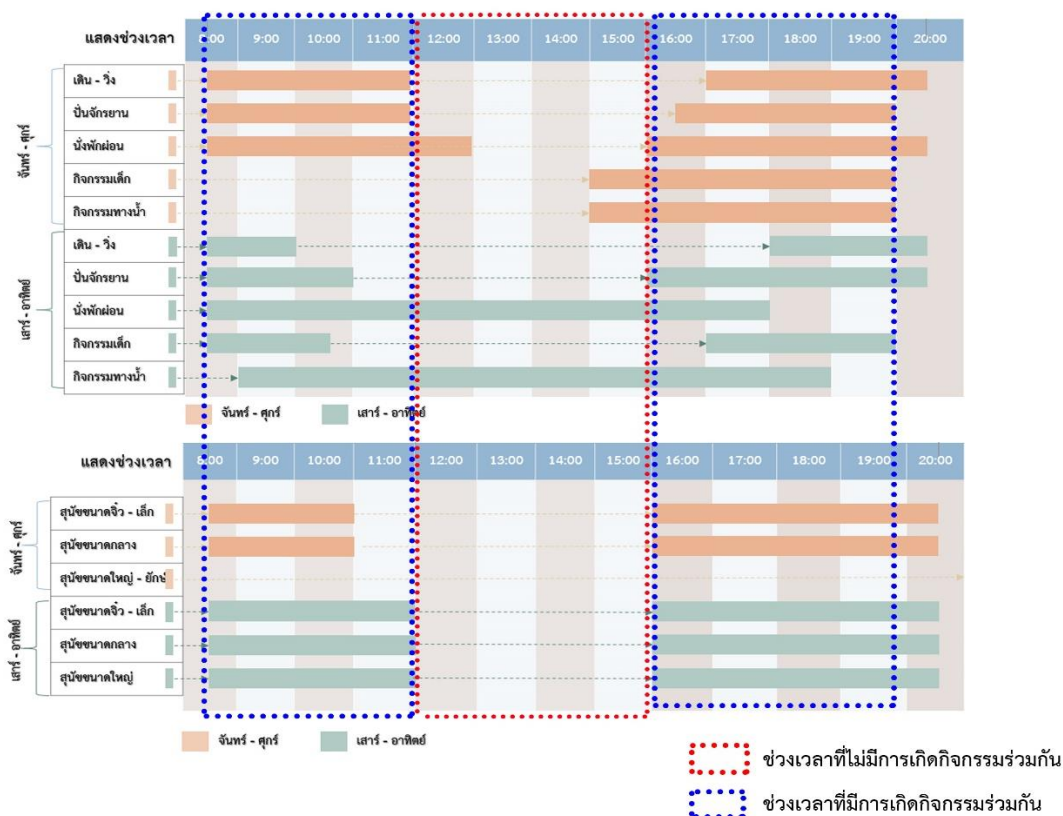 แสดงช่วงเวลา 8:00 9:00 10:00 11:00 12:00 13:00 14:00 15:00 16:00 17:00 18:00 19:00 20:00
จันทร์ - ศุกร์
เดิน - วิ่ง
ปั่นจักรยาน
นั่งพักผ่อน
กิจกรรมเด็ก
กิจกรรมทางน้ำ
เสาร์ - อาทิตย์
เดิน - วิ่ง
ปั่นจักรยาน
นั่งพักผ่อน
กิจกรรมเด็ก
กิจกรรมทางน้ำ
จันทร์ - ศุกร์ เสาร์ - อาทิตย์
แสดงช่วงเวลา 8:00 9:00 10:00 11:00 12:00 13:00 14:00 15:00 16:00 17:00 18:00 19:00 20:00
จันทร์ - ศุกร์
สุนัขขนาดจิ๋ว - เล็ก
สุนัขขนาดกลาง
สุนัขขนาดใหญ่ - ยักษ์
เสาร์ - อาทิตย์
สุนัขขนาดจิ๋ว - เล็ก
สุนัขขนาดกลาง
สุนัขขนาดใหญ่
จันทร์ - ศุกร์ เสาร์ - อาทิตย์
ช่วงเวลาที่ไม่มีการเกิดกิจกรรมร่วมกัน
ช่วงเวลาที่มีการเกิดกิจกรรมร่วมกัน